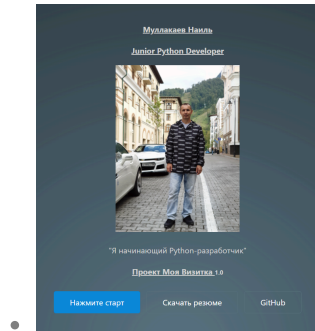 Муллакаев Наиль
Junior Python Developer
"Я начинающий Python-разработчик"
Проект Моя Визитка 1.0
Нажмите старт
Скачать резюме
GitHub